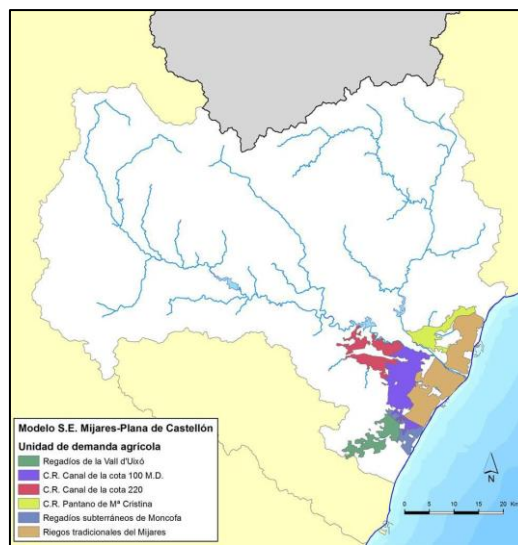 Modelo S.E. Mijares-Plana de Castellón
Unidad de demanda agrícola
Regadíos de la Vall d'Uixó
C.R. Canal de la cota 100 M.D.
C.R. Canal de la cota 220
C.R. Pantano de Mª Cristina
Regadíos subterráneos de Moncofa
Riegos tradicionales del Mijares
N
0 5 10 20 30
Km